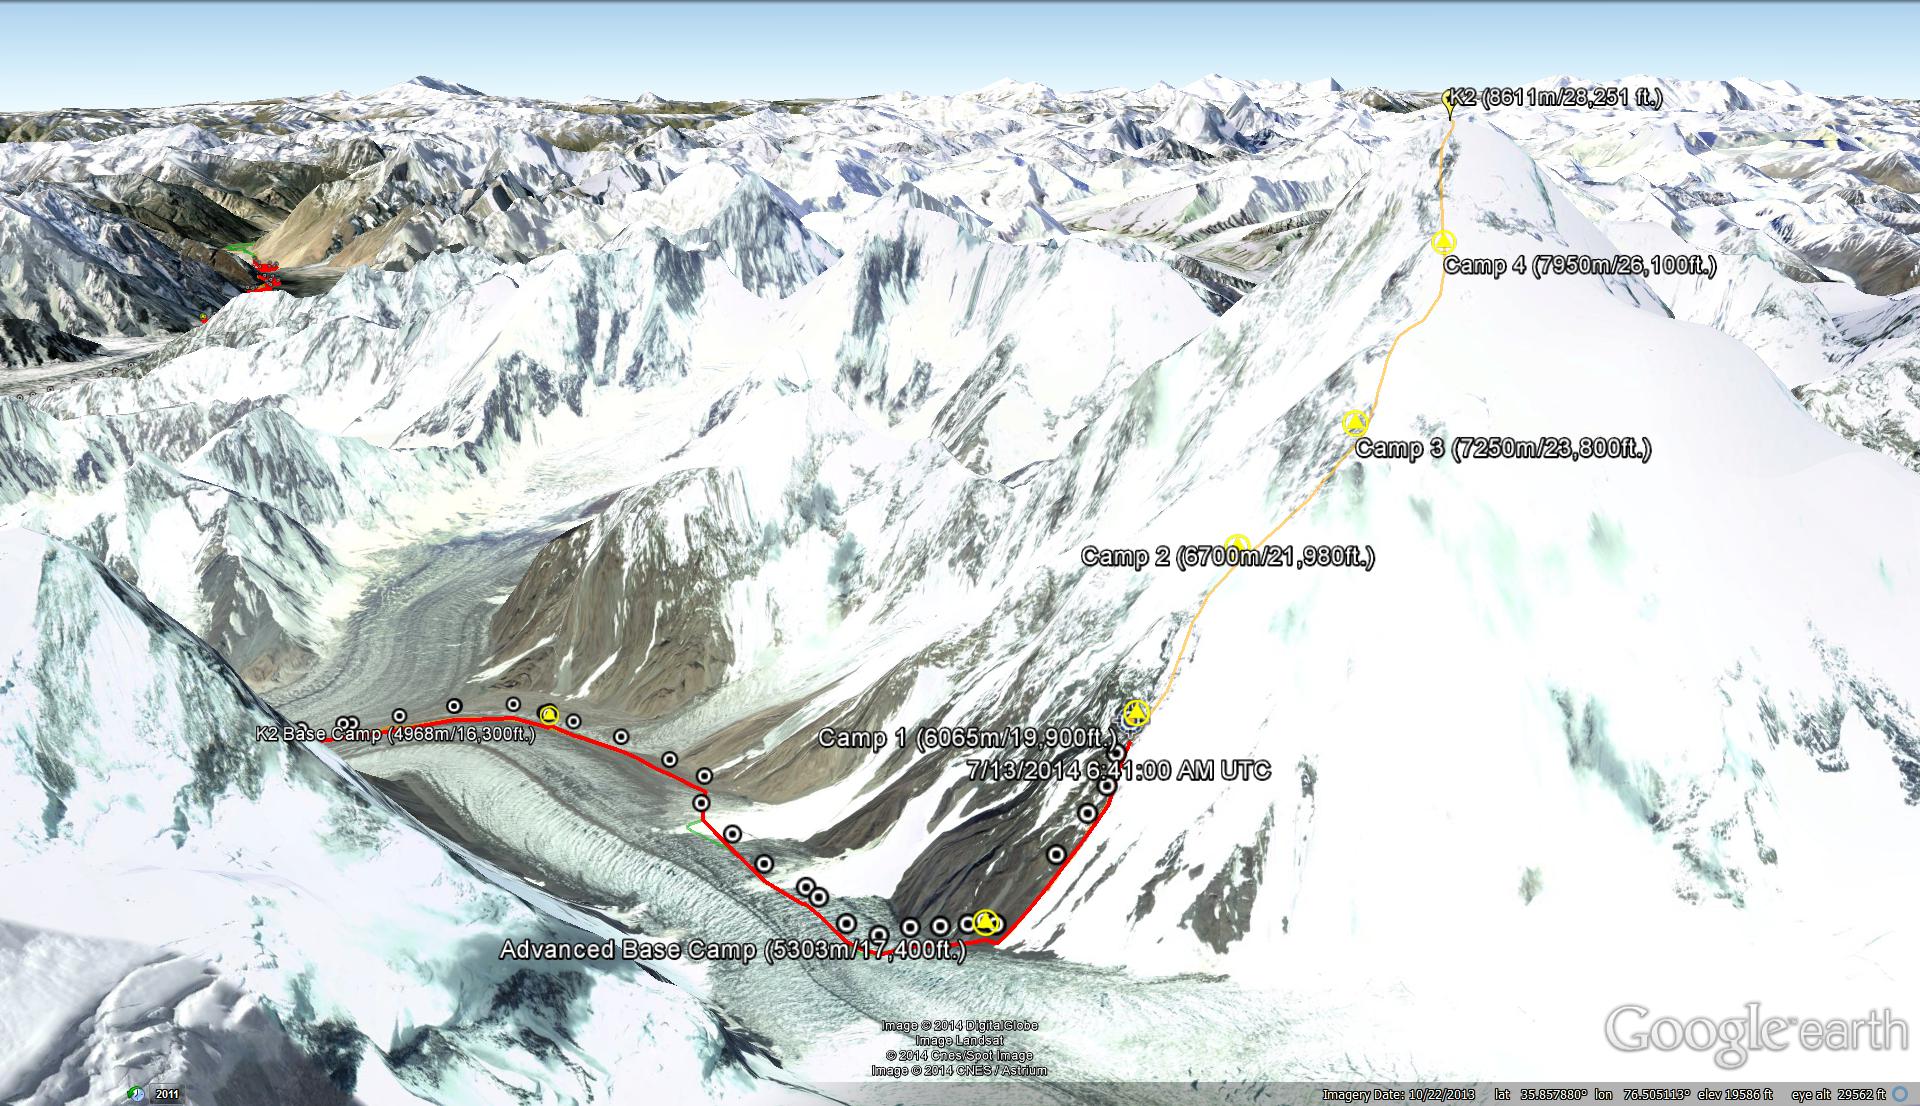 K2 (8611m/28,251 ft.)
Camp 4 (7950m/26,100ft.)
Camp 3 (7250m/23,800ft.)
Camp 2 (6700m/21,980ft.)
K2 Base Camp (4968m/16,300ft.)
Camp 1 (6065m/19,900ft.)
7/13/2014 6:41:00 AM UTC
Advanced Base Camp (5303m/17,400ft.)
Google earth
Image © 2014 DigitalGlobe
Image Landsat
© 2014 Cnes/Spot Image
Image © 2014 CNES / Astrium
2011
Imagery Date: 10/22/2013 lat 35.857880° lon 76.505113° elev 19586 ft eye alt 29562 ft